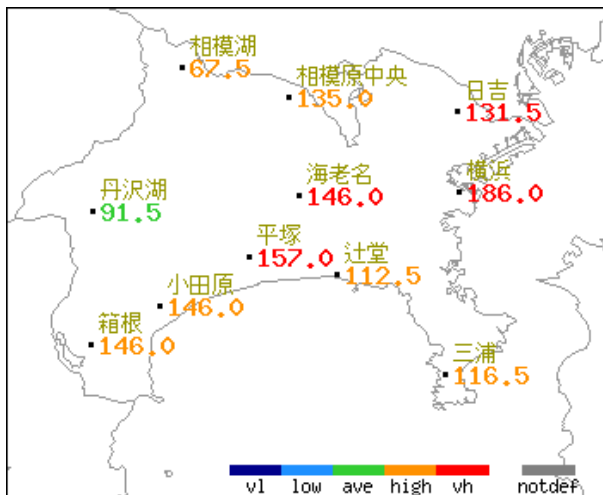 相模湖
67.5
相模原中央
135.0
日吉
131.5
海老名
146.0
横浜
186.0
丹沢湖
91.5
平塚
157.0
辻堂
112.5
小田原
146.0
箱根
146.0
三浦
116.5
vl low ave high vh notdef